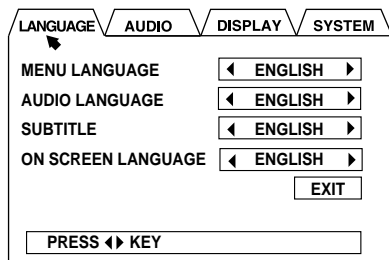 LANGUAGE AUDIO DISPLAY SYSTEM
MENU LANGUAGE ENGLISH
AUDIO LANGUAGE ENGLISH
SUBTITLE ENGLISH
ON SCREEN LANGUAGE ENGLISH
EXIT
PRESS KEY